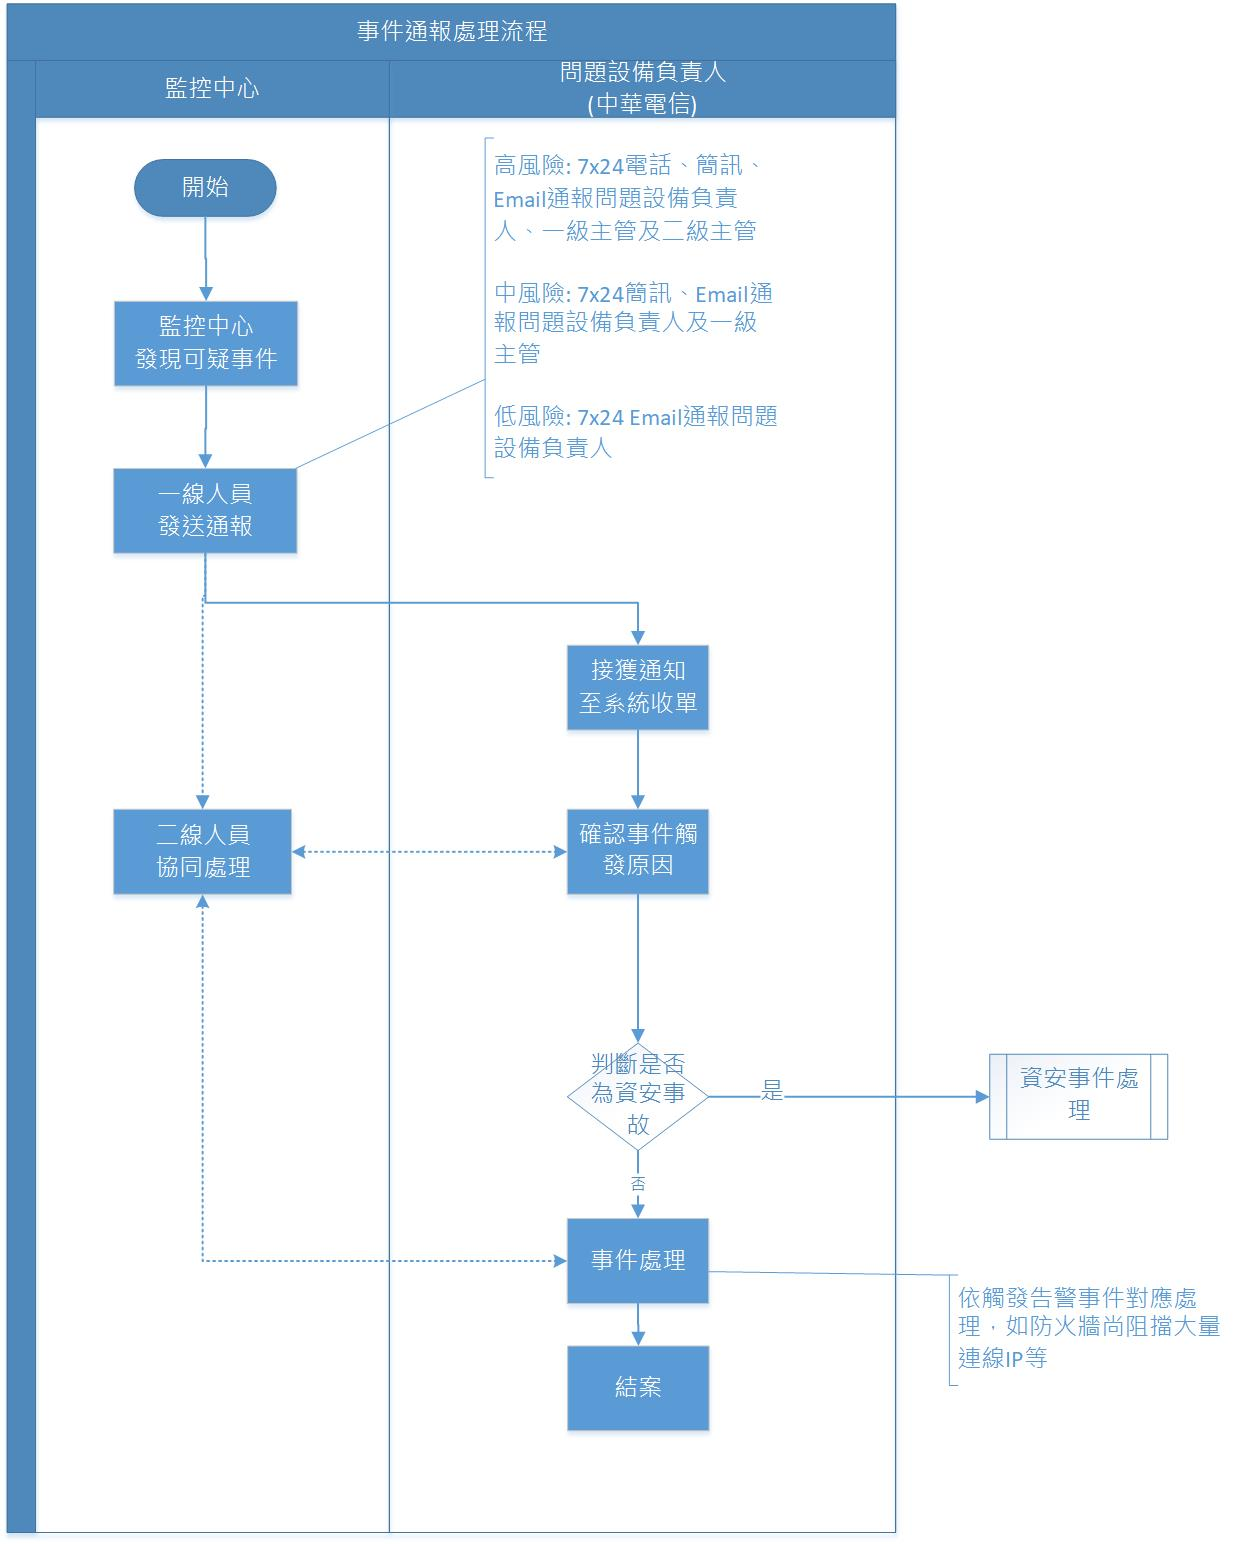 事件通報處理流程
監控中心
問題設備負責人
(中華電信)
開始
高風險: 7x24電話、簡訊、
Email通報問題設備負責
人、一級主管及二級主管
中風險: 7x24簡訊、Email通
報問題設備負責人及一級
主管
低風險: 7x24 Email通報問題
設備負責人
監控中心
發現可疑事件
一線人員
發送通報
接獲通知
至系統收單
二線人員
協同處理
確認事件觸
發原因
判斷是否
為資安事
故
是
資安事件處
理
否
事件處理
依觸發告警事件對應處
理，如防火牆尚阻擋大量
連線IP等
結案